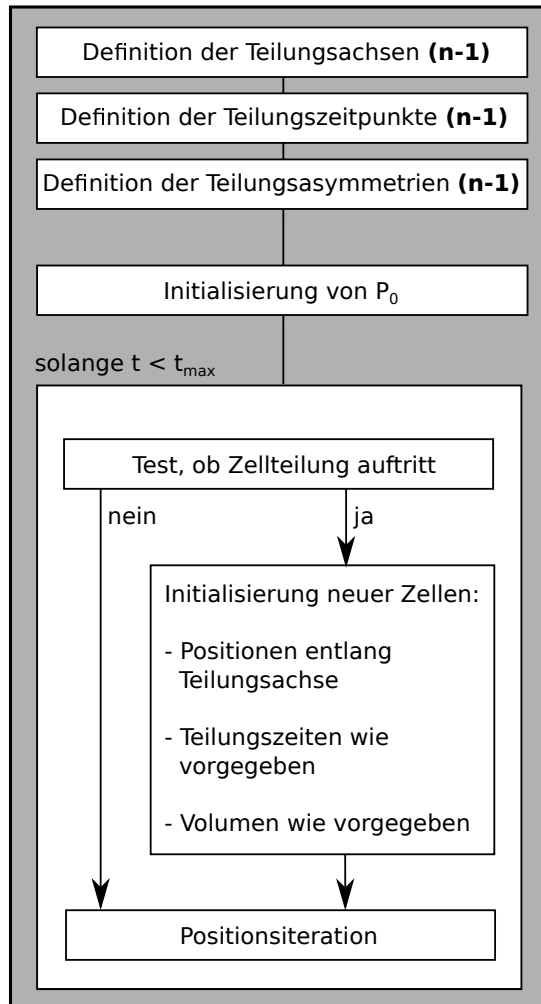 Definition der Teilungsachsen (n-1)
Definition der Teilungszeitpunkte (n-1)
Definition der Teilungsasymmetrien (n-1)
Initialisierung von P₀
solange t < tₘₐₓ
Test, ob Zellteilung auftritt
nein
ja
Initialisierung neuer Zellen:
- Positionen entlang
Teilungsachse
- Teilungszeiten wie
vorgegeben
- Volumen wie vorgegeben
Positionsiteration